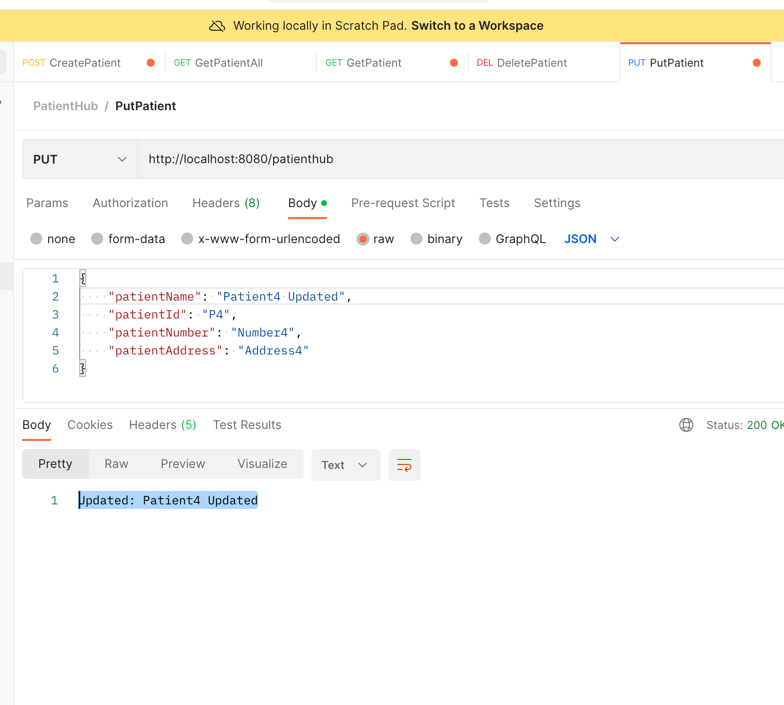 Working locally in Scratch Pad. Switch to a Workspace
POST CreatePatient GET GetPatientAll GET GetPatient DEL DeletePatient PUT PutPatient
PatientHub / PutPatient
PUT http://localhost:8080/patienthub
Params Authorization Headers (8) Body Pre-request Script Tests Settings
none form-data x-www-form-urlencoded raw binary GraphQL JSON
1 {
2 "patientName": "Patient4 Updated",
3 "patientId": "P4",
4 "patientNumber": "Number4",
5 "patientAddress": "Address4"
6 }
Body Cookies Headers (5) Test Results Status: 200 OK
Pretty Raw Preview Visualize Text
1 Updated: Patient4 Updated